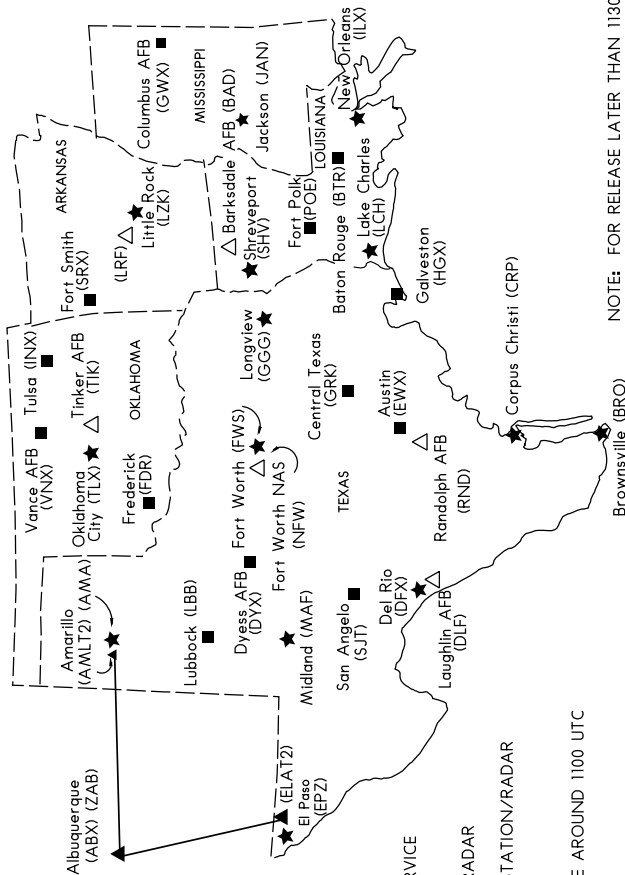 Columbus AFB
(GWX)
MISSISSIPPI
Jackson (JAN)
New Orleans
(ILX)
ARKANSAS
Fort Smith
(SRX)
(LRF)
Little Rock
(LZK)
Barksdale AFB (BAD)
Shreveport
(SHV)
Fort Polk
(POE)
LOUISIANA
Baton Rouge (BTR)
Lake Charles
(LCH)
Galveston
(HGX)
Tulsa (INX)
Vance AFB
(VNX)
Tinker AFB
(TIK)
OKLAHOMA
Oklahoma
City (TLX)
Frederick
(FDR)
Longview
(GGG)
Fort Worth (FWS)
Fort Worth NAS
(NFW)
Central Texas
(GRK)
TEXAS
Austin
(EWX)
Randolph AFB
(RND)
Corpus Christi (CRP)
Brownsville (BRO)
Amarillo
(AMLT2) (AMA)
Lubbock (LBB)
Dyess AFB
(DYX)
Midland (MAF)
San Angelo
(SJT)
Del Rio
(DFX)
Laughlin AFB
(DLF)
Albuquerque
(ABX) (ZAB)
(ELAT2)
El Paso
(EPZ)
RVICE
RADAR
TATION/RADAR
E AROUND 1100 UTC
NOTE: FOR RELEASE LATER THAN 1130